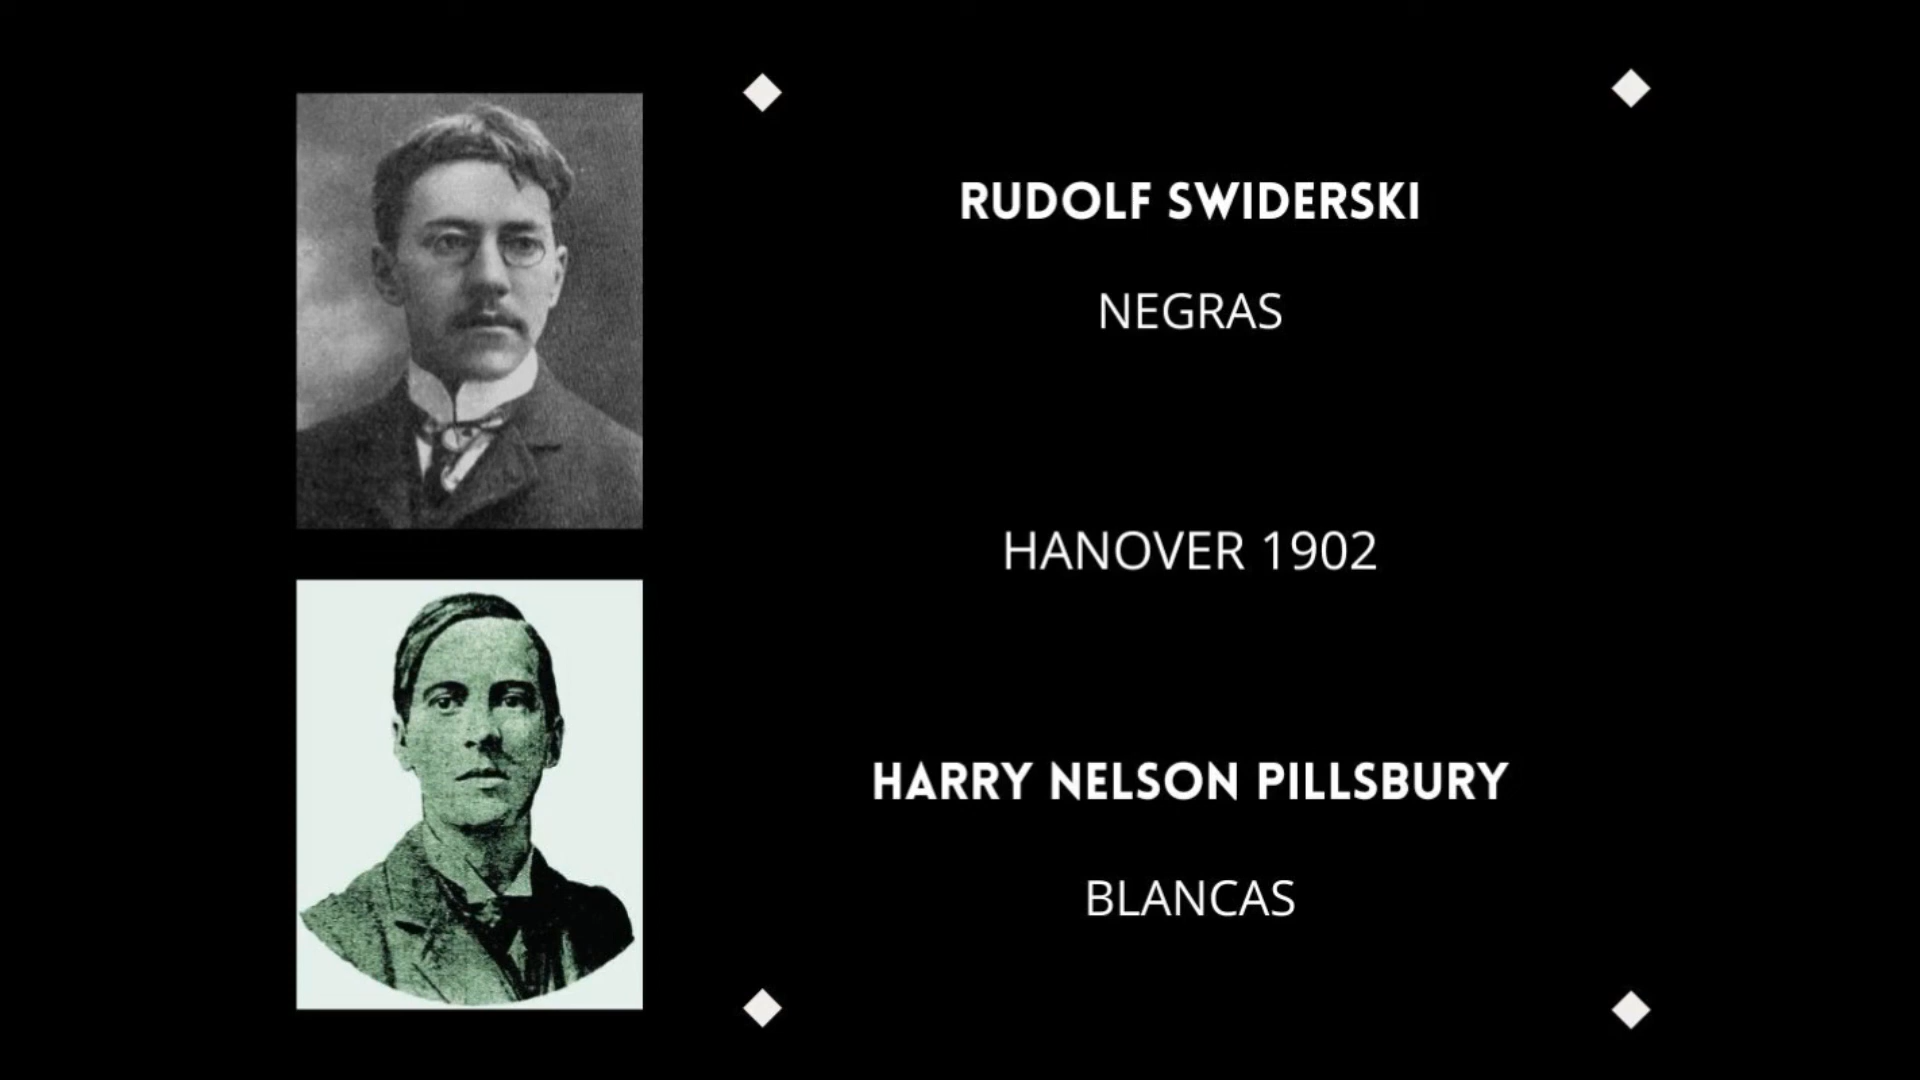 RUDOLF SWIDERSKI
NEGRAS
HANOVER 1902
HARRY NELSON PILLSBURY
BLANCAS